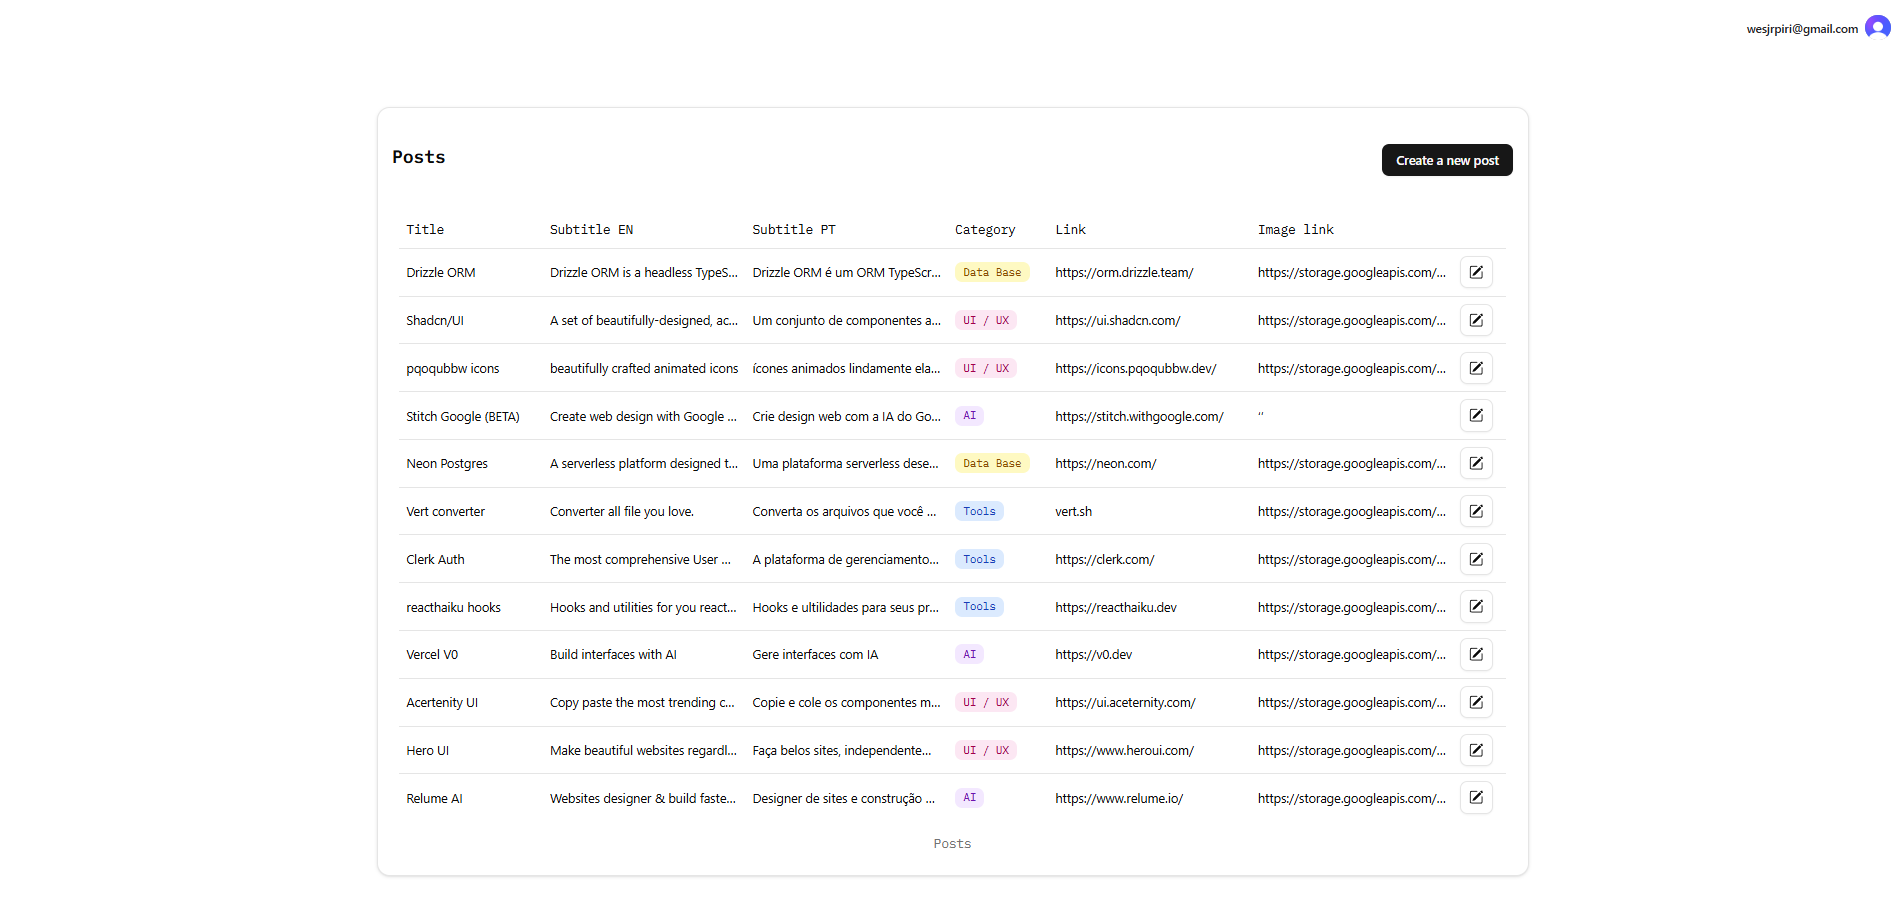 wesjrpiri@gmail.com
Posts
Create a new post
Title Subtitle EN Subtitle PT Category Link Image link
Drizzle ORM Drizzle ORM is a headless TypeS... Drizzle ORM é um ORM TypeScr... Data Base https://orm.drizzle.team/ https://storage.googleapis.com/...
Shadcn/UI A set of beautifully-designed, ac... Um conjunto de componentes a... UI / UX https://ui.shadcn.com/ https://storage.googleapis.com/...
pqoqubbw icons beautifully crafted animated icons ícones animados lindamente ela... UI / UX https://icons.pqoqubbw.dev/ https://storage.googleapis.com/...
Stitch Google (BETA) Create web design with Google ... Crie design web com a IA do Go... AI https://stitch.withgoogle.com/ ''
Neon Postgres A serverless platform designed t... Uma plataforma serverless dese... Data Base https://neon.com/ https://storage.googleapis.com/...
Vert converter Converter all file you love. Converta os arquivos que você ... Tools vert.sh https://storage.googleapis.com/...
Clerk Auth The most comprehensive User ... A plataforma de gerenciamento... Tools https://clerk.com/ https://storage.googleapis.com/...
reacthaiku hooks Hooks and utilities for you react... Hooks e ultilidades para seus pr... Tools https://reacthaiku.dev https://storage.googleapis.com/...
Vercel V0 Build interfaces with AI Gere interfaces com IA AI https://v0.dev https://storage.googleapis.com/...
Acertenity UI Copy paste the most trending c... Copie e cole os componentes m... UI / UX https://ui.aceternity.com/ https://storage.googleapis.com/...
Hero UI Make beautiful websites regardl... Faça belos sites, independente... UI / UX https://www.heroui.com/ https://storage.googleapis.com/...
Relume AI Websites designer & build faste... Designer de sites e construção ... AI https://www.relume.io/ https://storage.googleapis.com/...
Posts